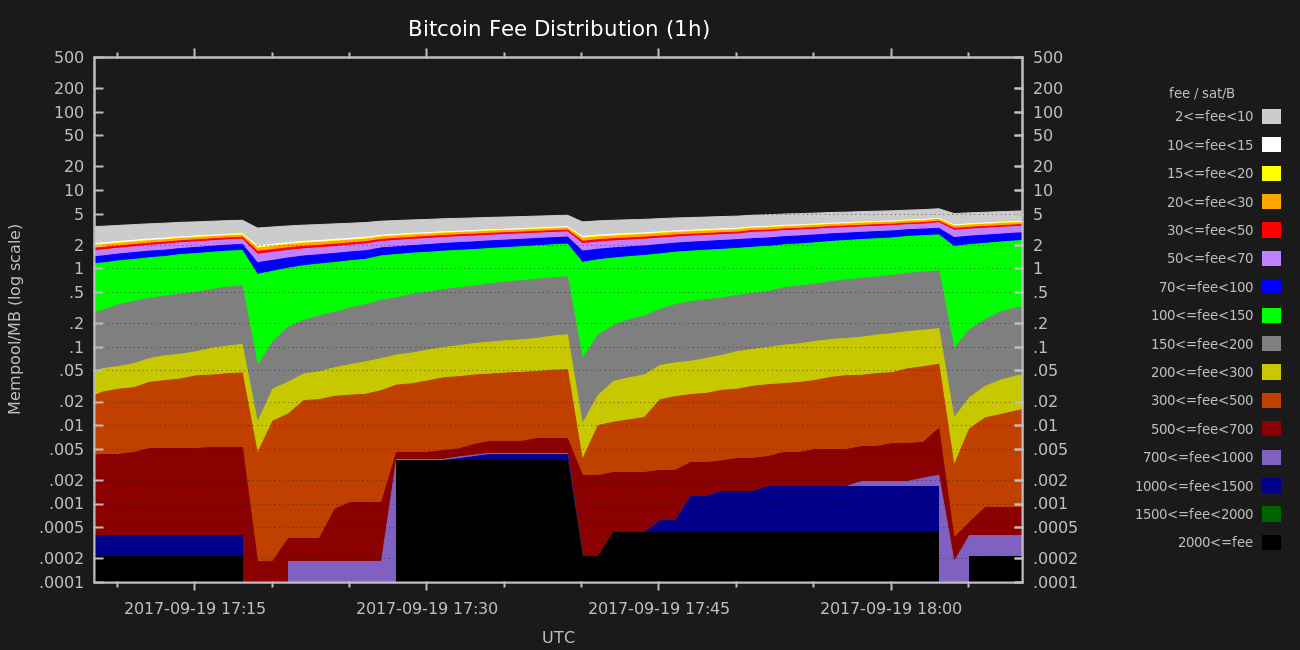 Bitcoin Fee Distribution (1h)
Mempool/MB (log scale)
500
200
100
50
20
10
5
2
1
.5
.2
.1
.05
.02
.01
.005
.002
.001
.0005
.0002
.0001
500
200
100
50
20
10
5
2
1
.5
.2
.1
.05
.02
.01
.005
.002
.001
.0005
.0002
.0001
2017-09-19 17:15
2017-09-19 17:30
2017-09-19 17:45
2017-09-19 18:00
UTC
fee / sat/B
2<=fee<10
10<=fee<15
15<=fee<20
20<=fee<30
30<=fee<50
50<=fee<70
70<=fee<100
100<=fee<150
150<=fee<200
200<=fee<300
300<=fee<500
500<=fee<700
700<=fee<1000
1000<=fee<1500
1500<=fee<2000
2000<=fee